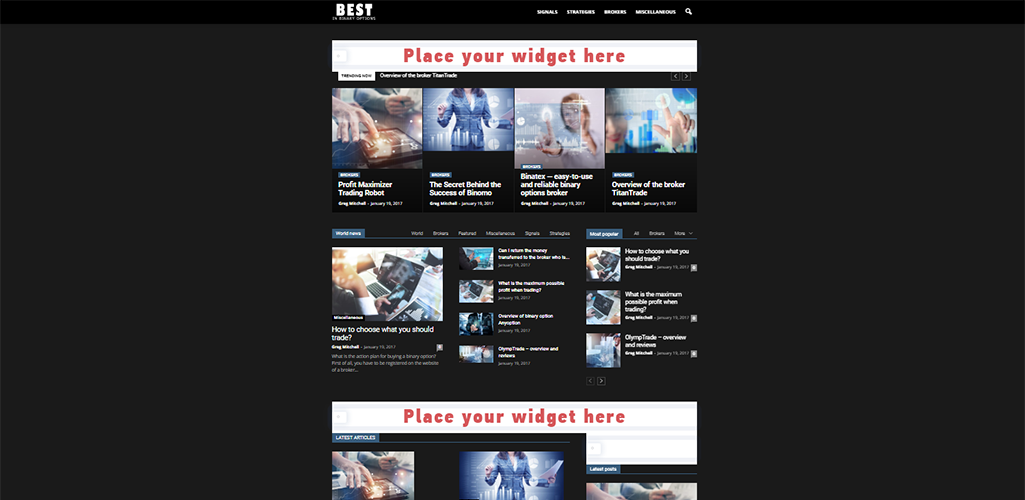 BEST
IN BINARY OPTIONS
SIGNALS STRATEGIES BROKERS MISCELLANEOUS
Place your widget here
TRENDING NOW Overview of the broker TitanTrade
BROKERS
Profit Maximizer
Trading Robot
Greg Mitchell - January 19, 2017
BROKERS
The Secret Behind the
Success of Binomo
Greg Mitchell - January 19, 2017
BROKERS
Binatex — easy-to-use
and reliable binary
options broker
Greg Mitchell - January 19, 2017
BROKERS
Overview of the broker
TitanTrade
Greg Mitchell - January 19, 2017
World news World Brokers Featured Miscellaneous Signals Strategies
Miscellaneous
How to choose what you should
trade?
Greg Mitchell - January 19, 2017 0
What is the action plan for buying a binary option?
First of all, you have to be registered on the website
of a broker...
Can I return the money
transferred to the broker who is...
January 19, 2017
What is the maximum possible
profit when trading?
January 19, 2017
Overview of binary option
Anyoption
January 19, 2017
OlympTrade – overview and
reviews
January 19, 2017
Most popular All Brokers More
How to choose what you
should trade?
Greg Mitchell - January 19, 2017 0
What is the maximum
possible profit when
trading?
Greg Mitchell - January 19, 2017 0
OlympTrade – overview
and reviews
Greg Mitchell - January 19, 2017 0
Place your widget here
LATEST ARTICLES
Latest posts